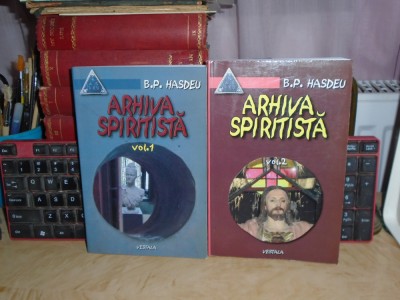 B.P. HASDEU
ARHIVA
SPIRITISTĂ
vol.1
VESTALA
B.P. HASDEU
ARHIVA
SPIRITISTĂ
vol.2
VESTALA